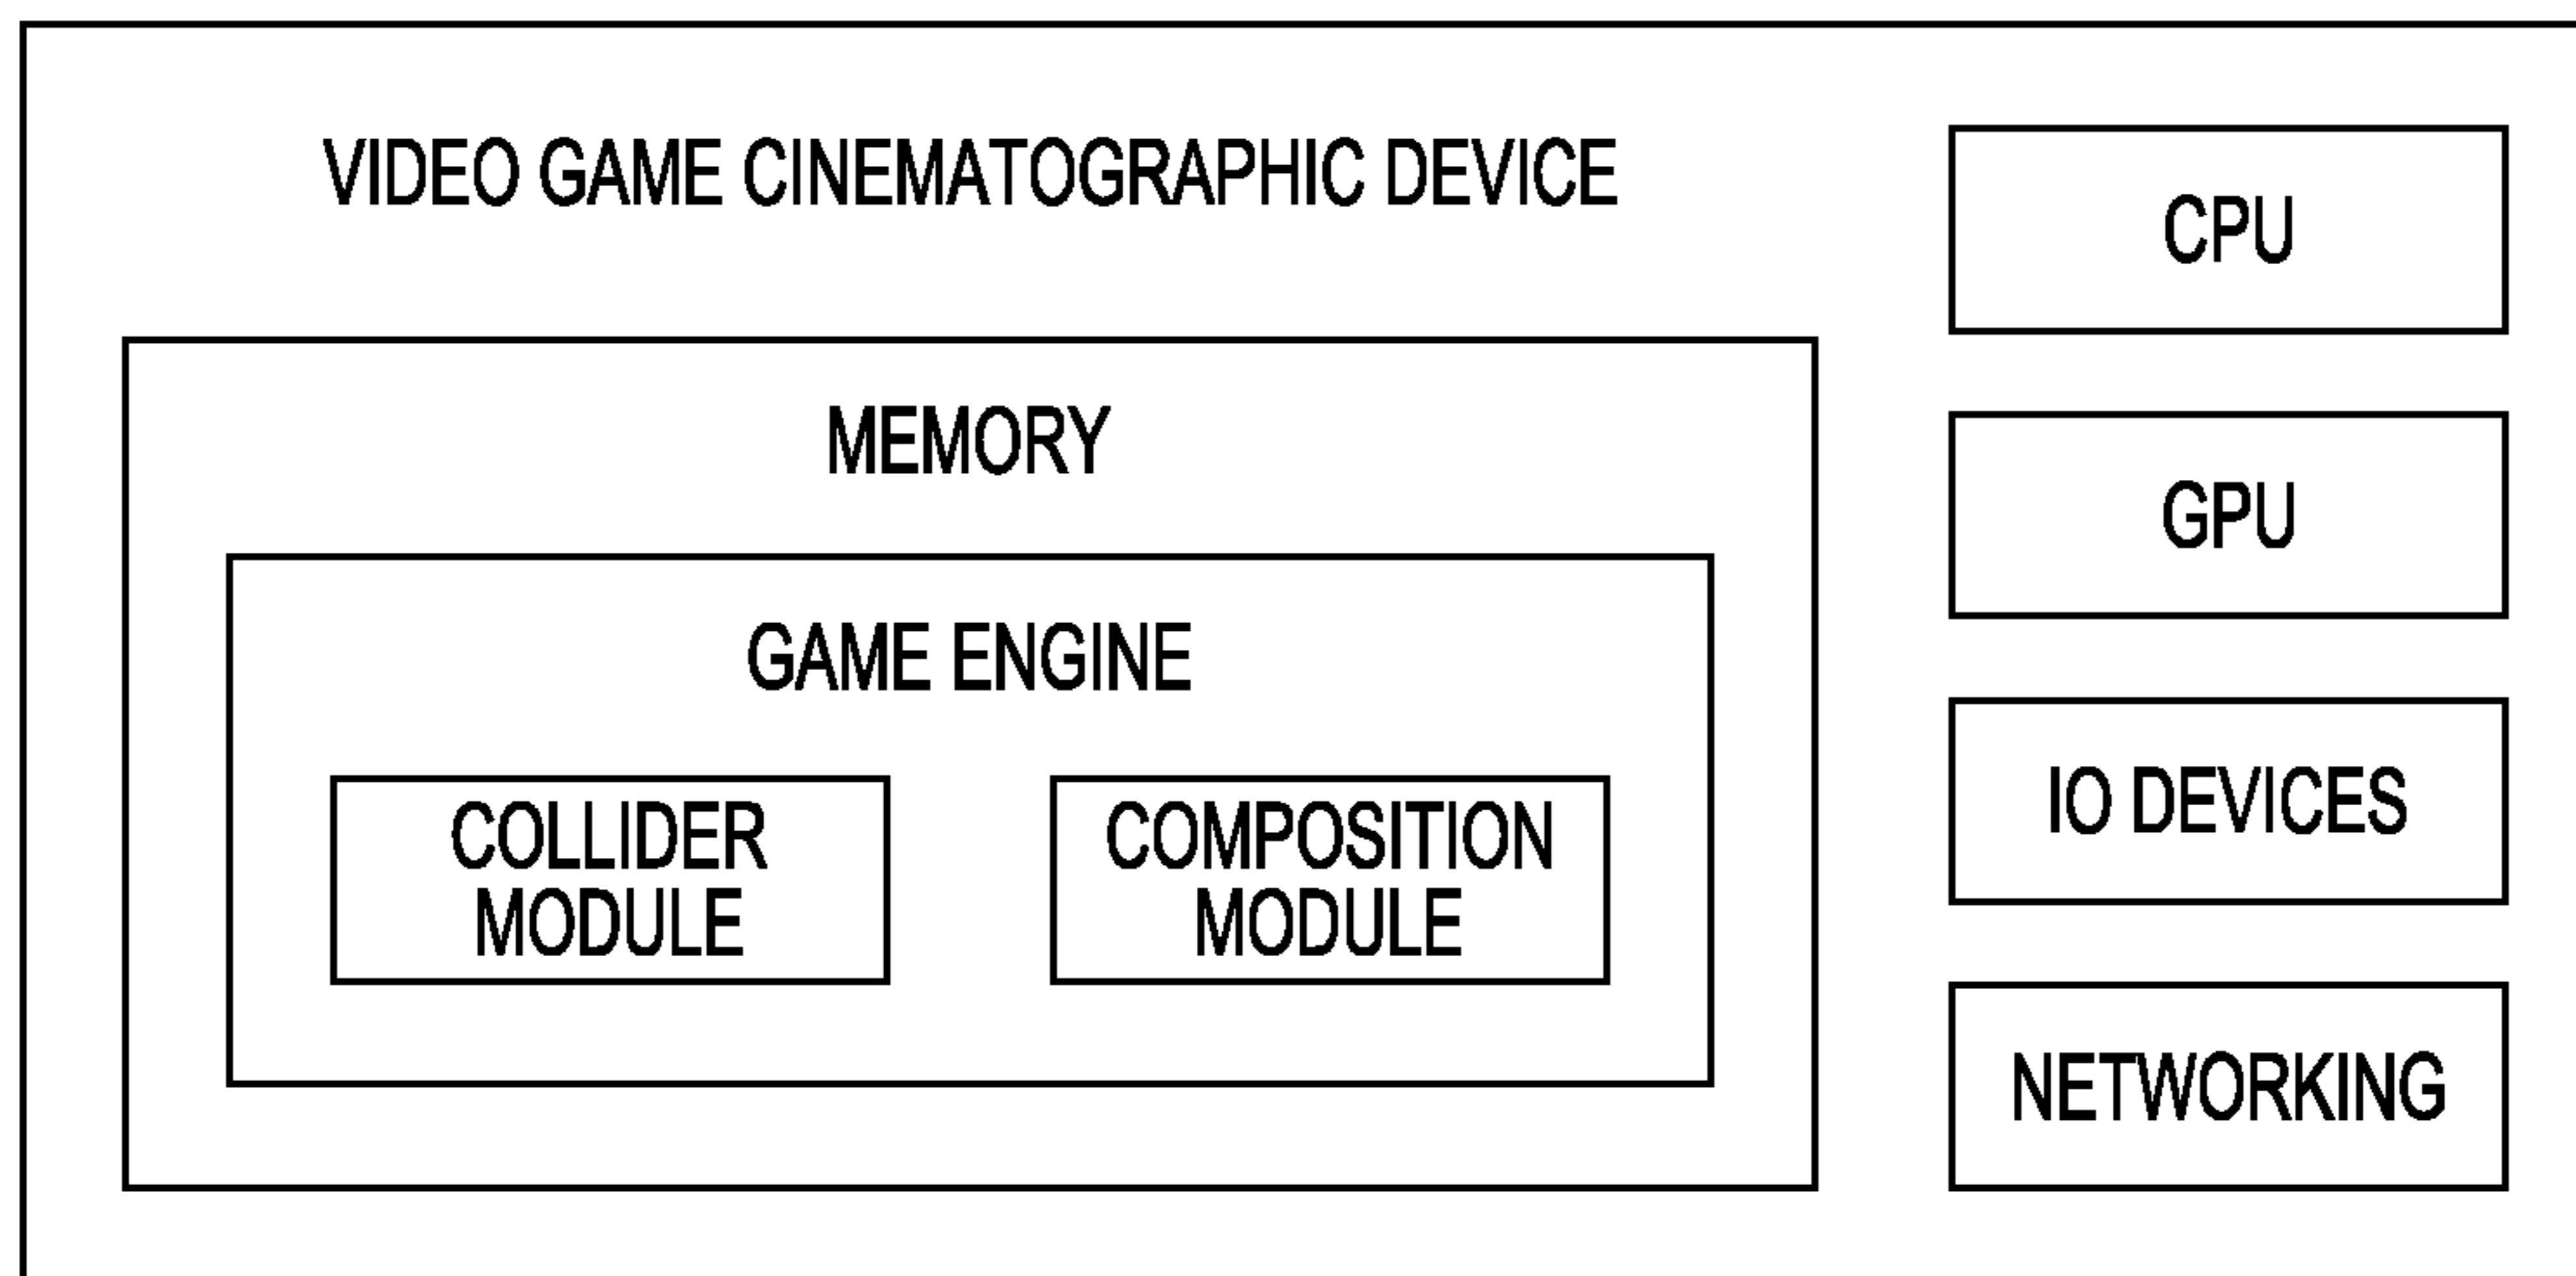 VIDEO GAME CINEMATOGRAPHIC DEVICE
MEMORY
GAME ENGINE
COLLIDER
MODULE
COMPOSITION
MODULE
CPU
GPU
IO DEVICES
NETWORKING